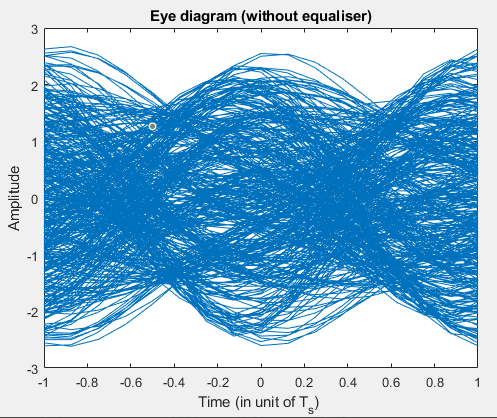 Eye diagram (without equaliser)
3
2
1
0
-1
-2
-3
Amplitude
-1 -0.8 -0.6 -0.4 -0.2 0 0.2 0.4 0.6 0.8 1
Time (in unit of Ts)